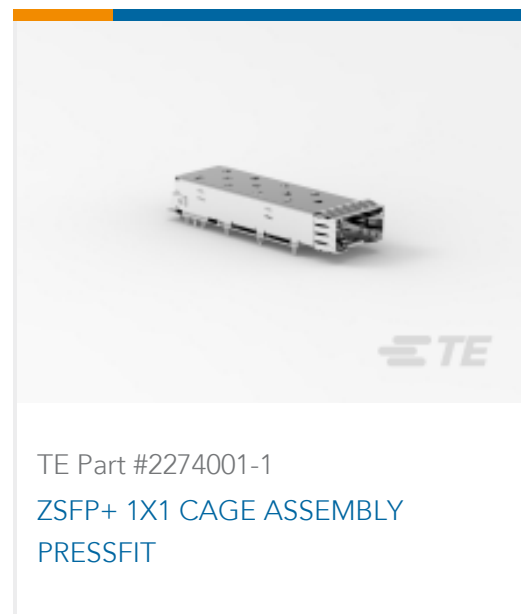 TE
TE Part #2274001-1
ZSFP+ 1X1 CAGE ASSEMBLY
PRESSFIT